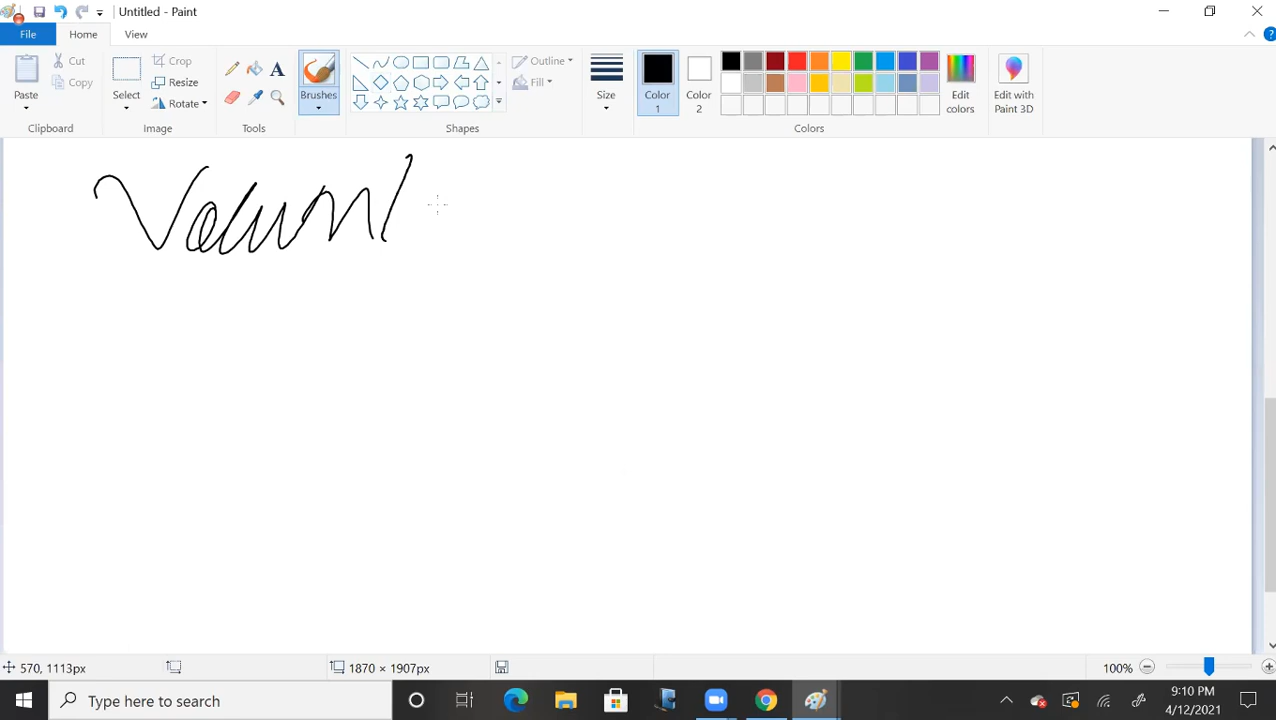 Untitled - Paint
File Home View
Cut
Copy
Paste
Clipboard
Crop
Resize
Rotate
Select
Image
Tools
Brushes
Outline
Fill
Shapes
Size
Color 1
Color 2
Edit colors
Colors
Edit with Paint 3D
570, 1113px
1870 × 1907px
100%
Type here to search
9:10 PM
4/12/2021